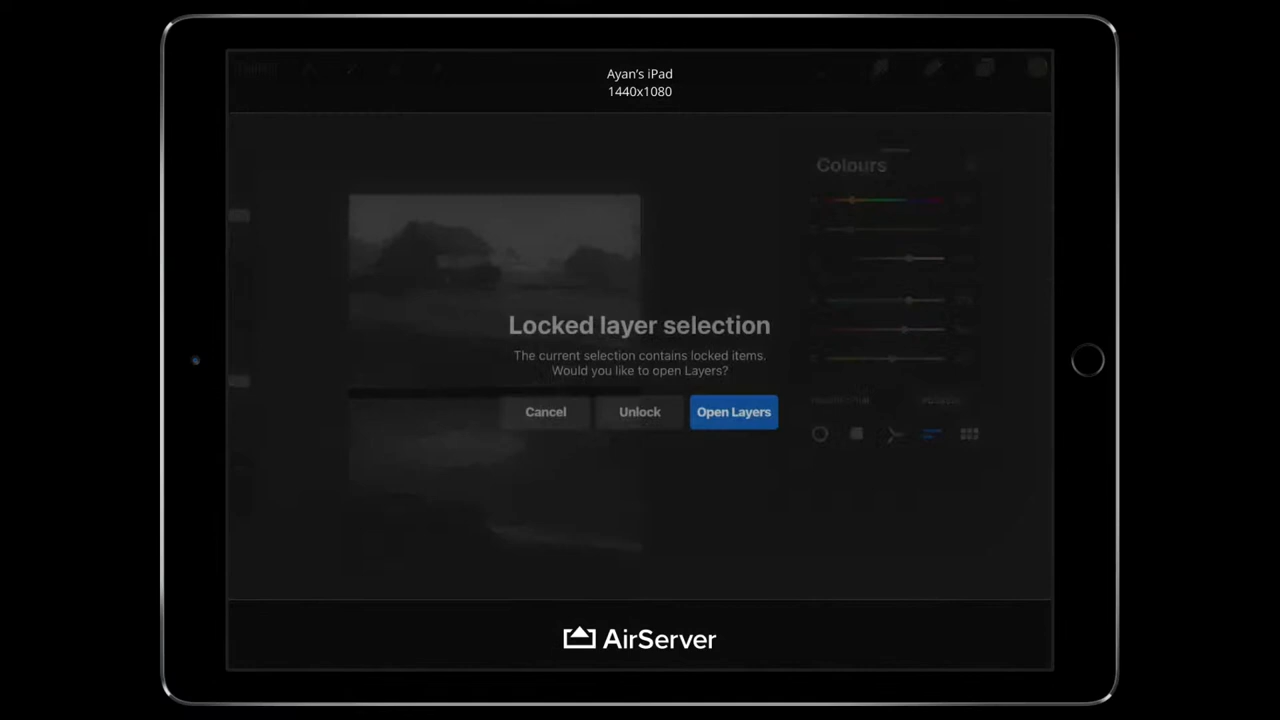 Ayan's iPad
1440x1080
Colours
Locked layer selection
The current selection contains locked items.
Would you like to open Layers?
Cancel
Unlock
Open Layers
AirServer